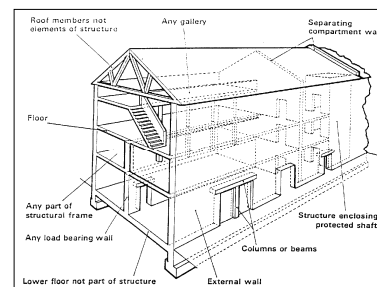 Roof members not
elements of structure
Any gallery
Separating
compartment wa
Floor
Any part of
structural frame
Any load bearing wall
Structure enclosing
protected shaft
Columns or beams
Lower floor not part of structure
External wall